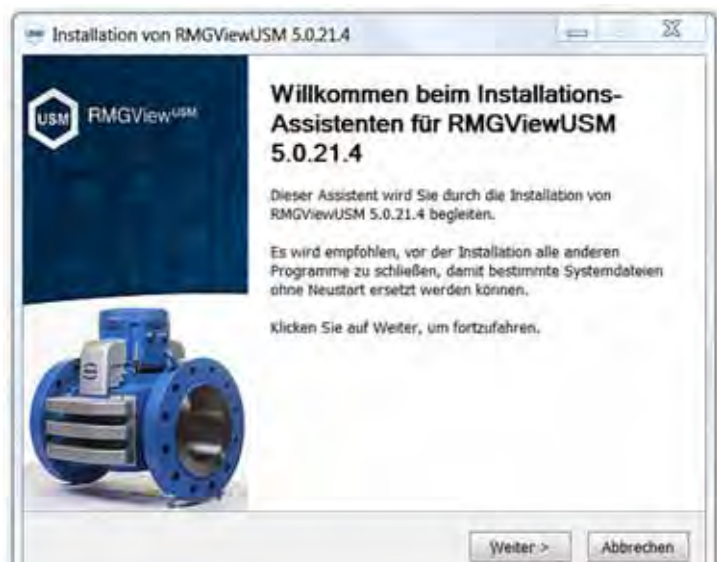 Installation von RMGViewUSM 5.0.21.4
USM
RMGViewUSM
Willkommen beim Installations-
Assistenten für RMGViewUSM
5.0.21.4
Dieser Assistent wird Sie durch die Installation von
RMGViewUSM 5.0.21.4 begleiten.
Es wird empfohlen, vor der Installation alle anderen
Programme zu schließen, damit bestimmte Systemdateien
ohne Neustart ersetzt werden können.
Klicken Sie auf Weiter, um fortzufahren.
Weiter >
Abbrechen